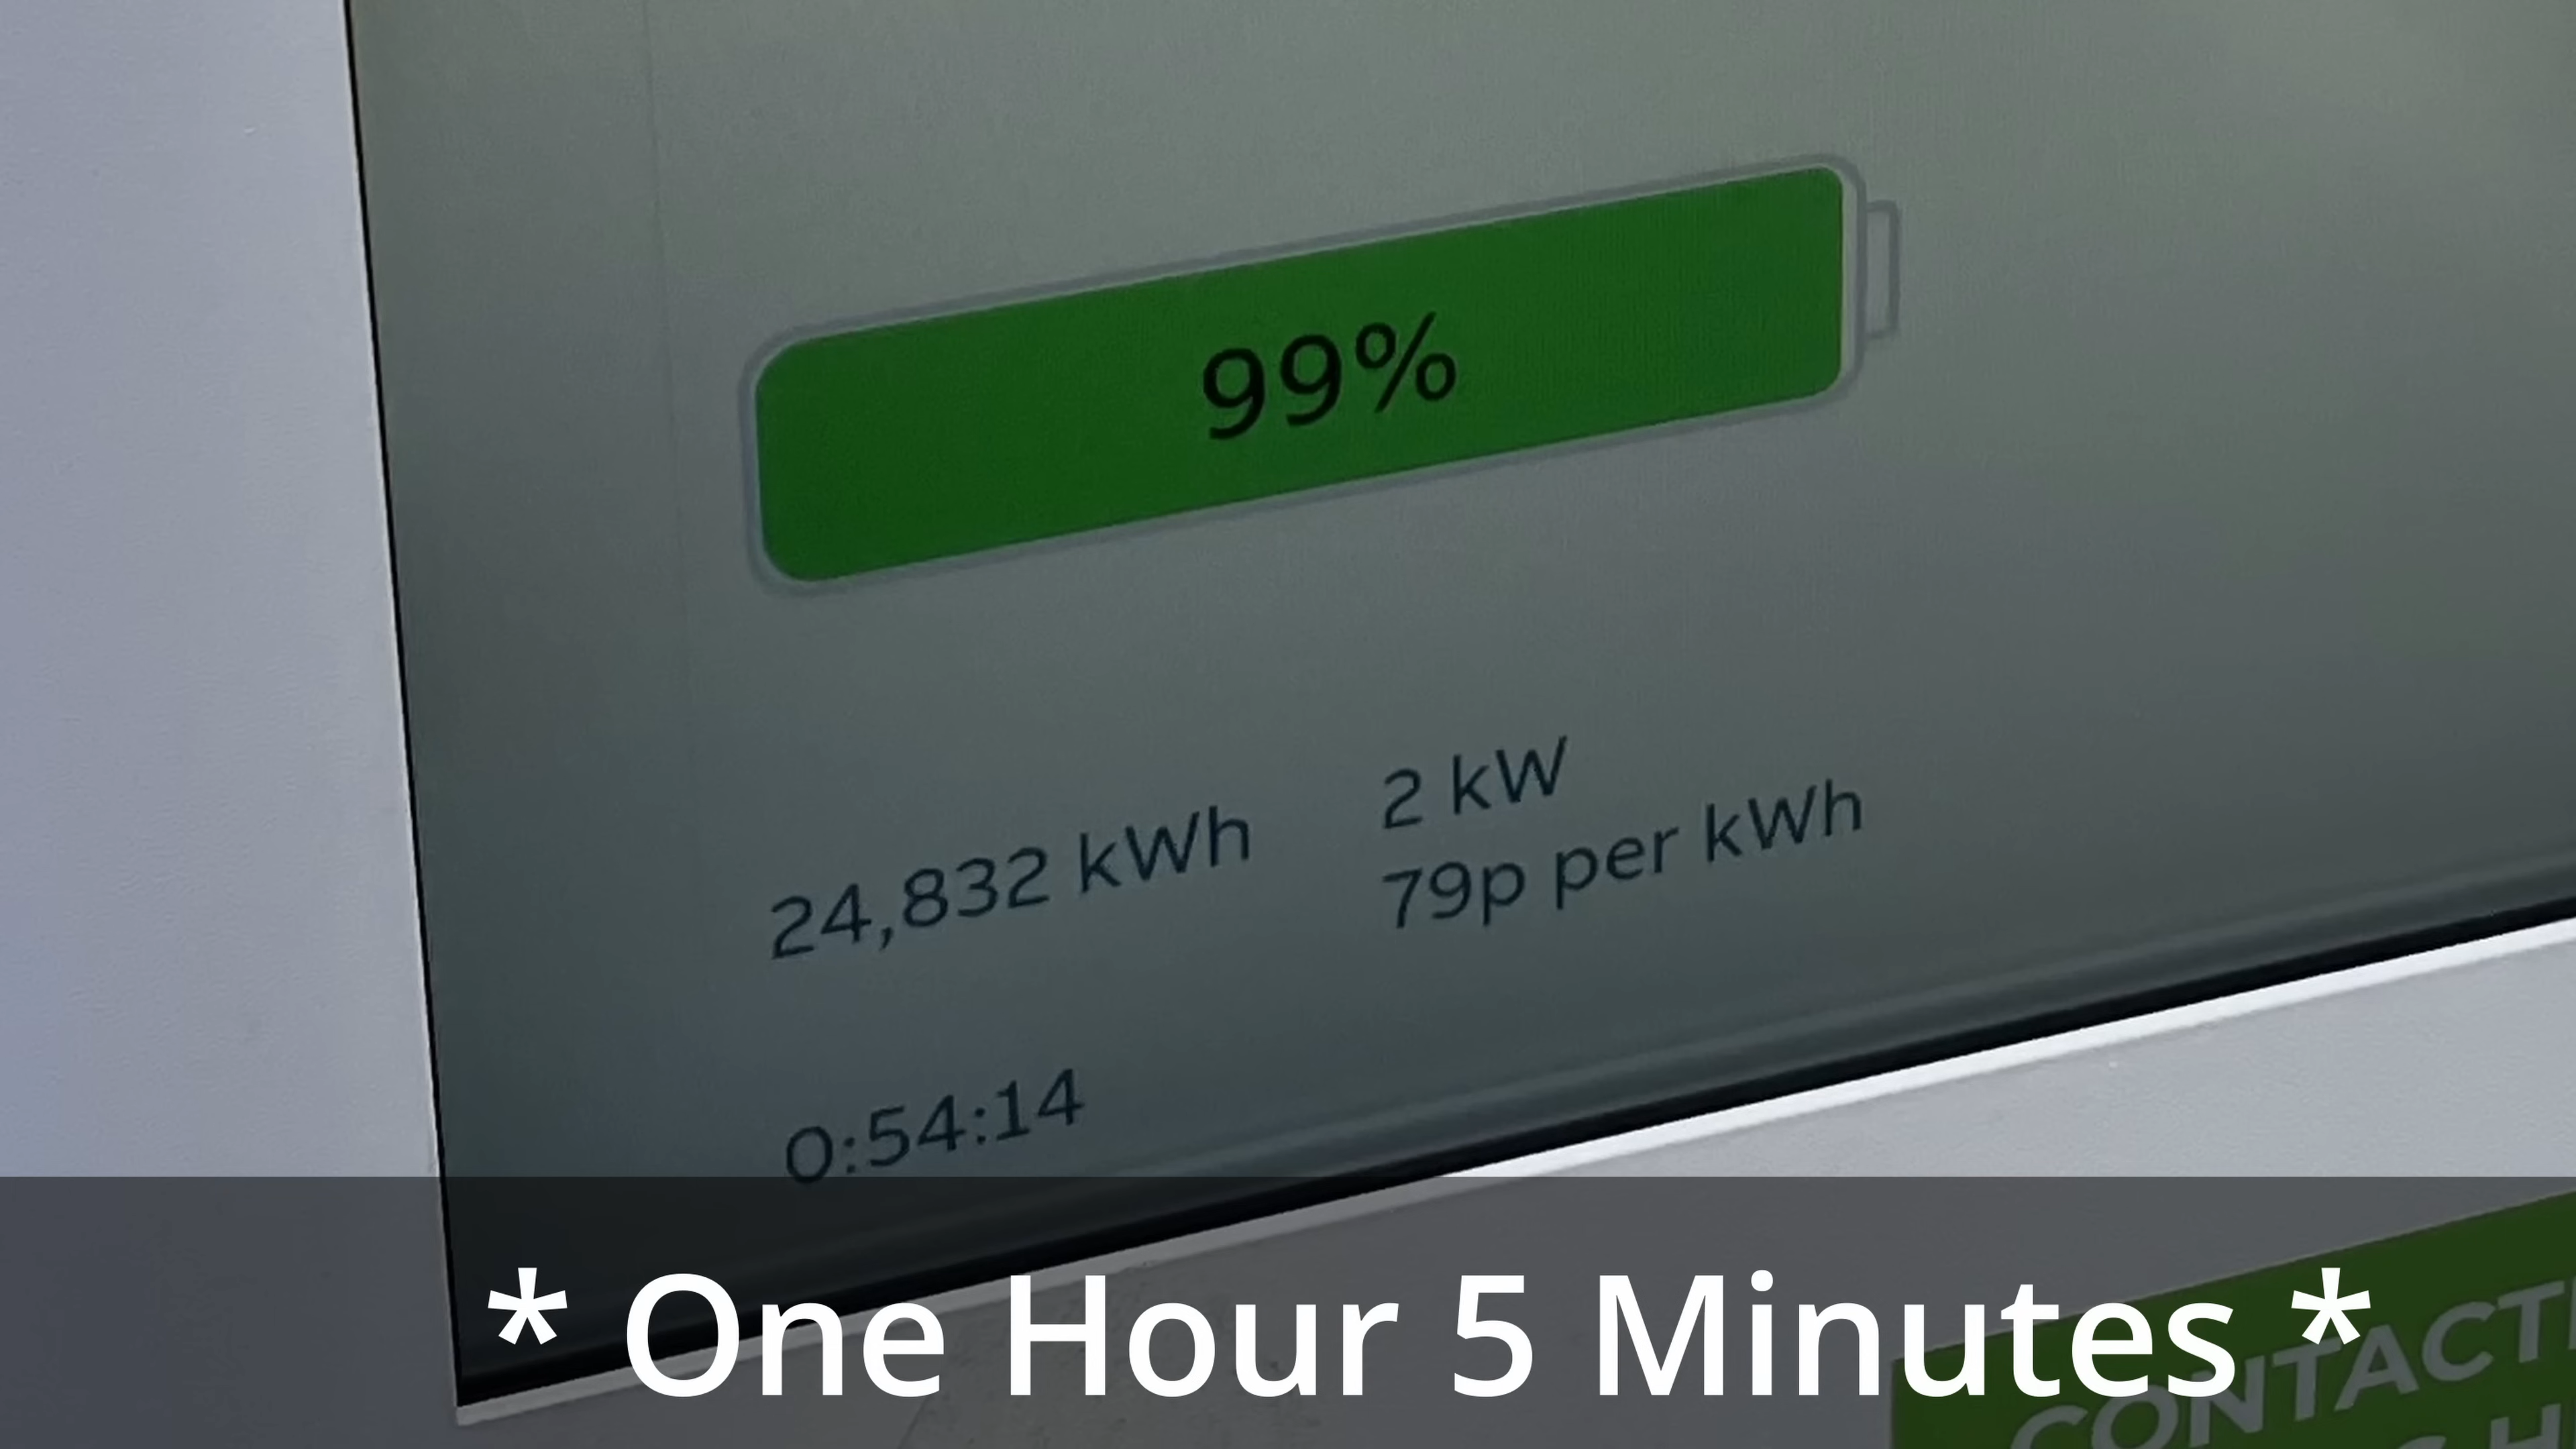 99%
24,832 kWh
2 kW
79p per kWh
0:54:14
* One Hour 5 Minutes *